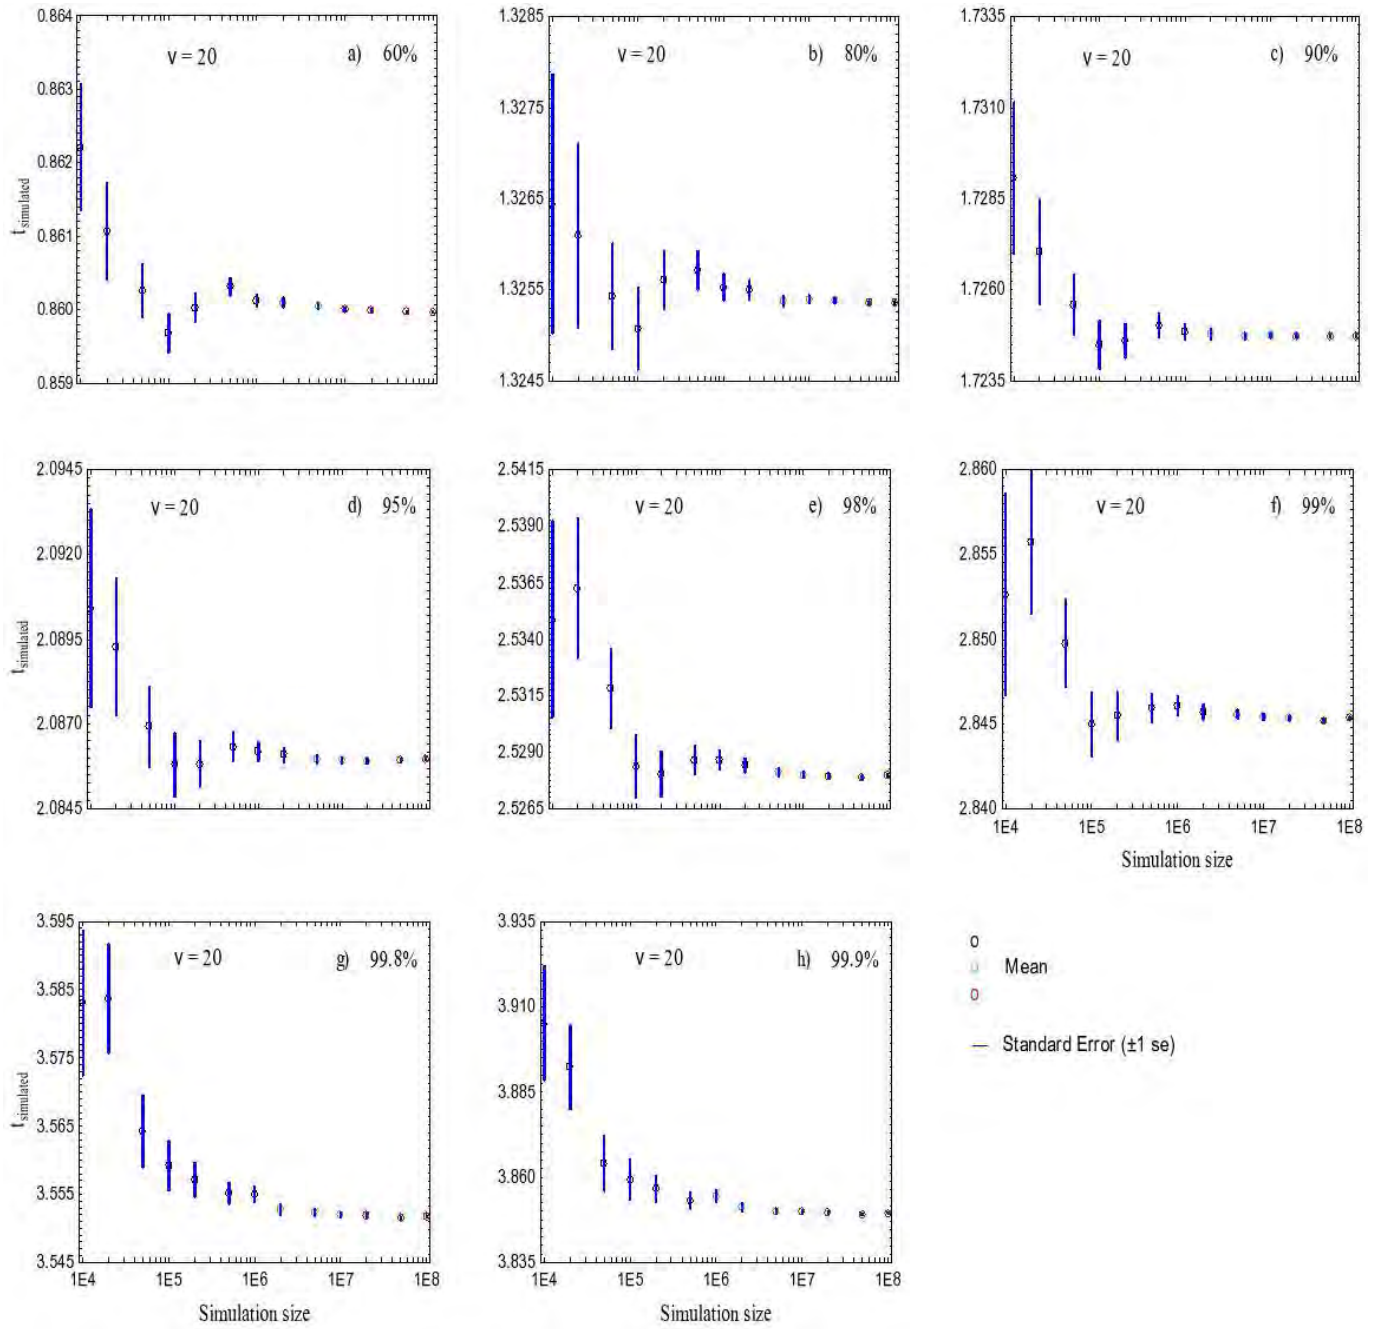 v = 20 a) 60%
0.864
0.863
0.862
0.861
0.860
0.859
t simulated
v = 20 b) 80%
1.3285
1.3275
1.3265
1.3255
1.3245
v = 20 c) 90%
1.7335
1.7310
1.7285
1.7260
1.7235
v = 20 d) 95%
2.0945
2.0920
2.0895
2.0870
2.0845
t simulated
v = 20 e) 98%
2.5415
2.5390
2.5365
2.5340
2.5315
2.5290
2.5265
v = 20 f) 99%
2.860
2.855
2.850
2.845
2.840
1E4 1E5 1E6 1E7 1E8
Simulation size
v = 20 g) 99.8%
3.595
3.585
3.575
3.565
3.555
3.545
t simulated
1E4 1E5 1E6 1E7 1E8
Simulation size
v = 20 h) 99.9%
3.935
3.910
3.885
3.860
3.835
1E4 1E5 1E6 1E7 1E8
Simulation size
Mean
Standard Error (±1 se)